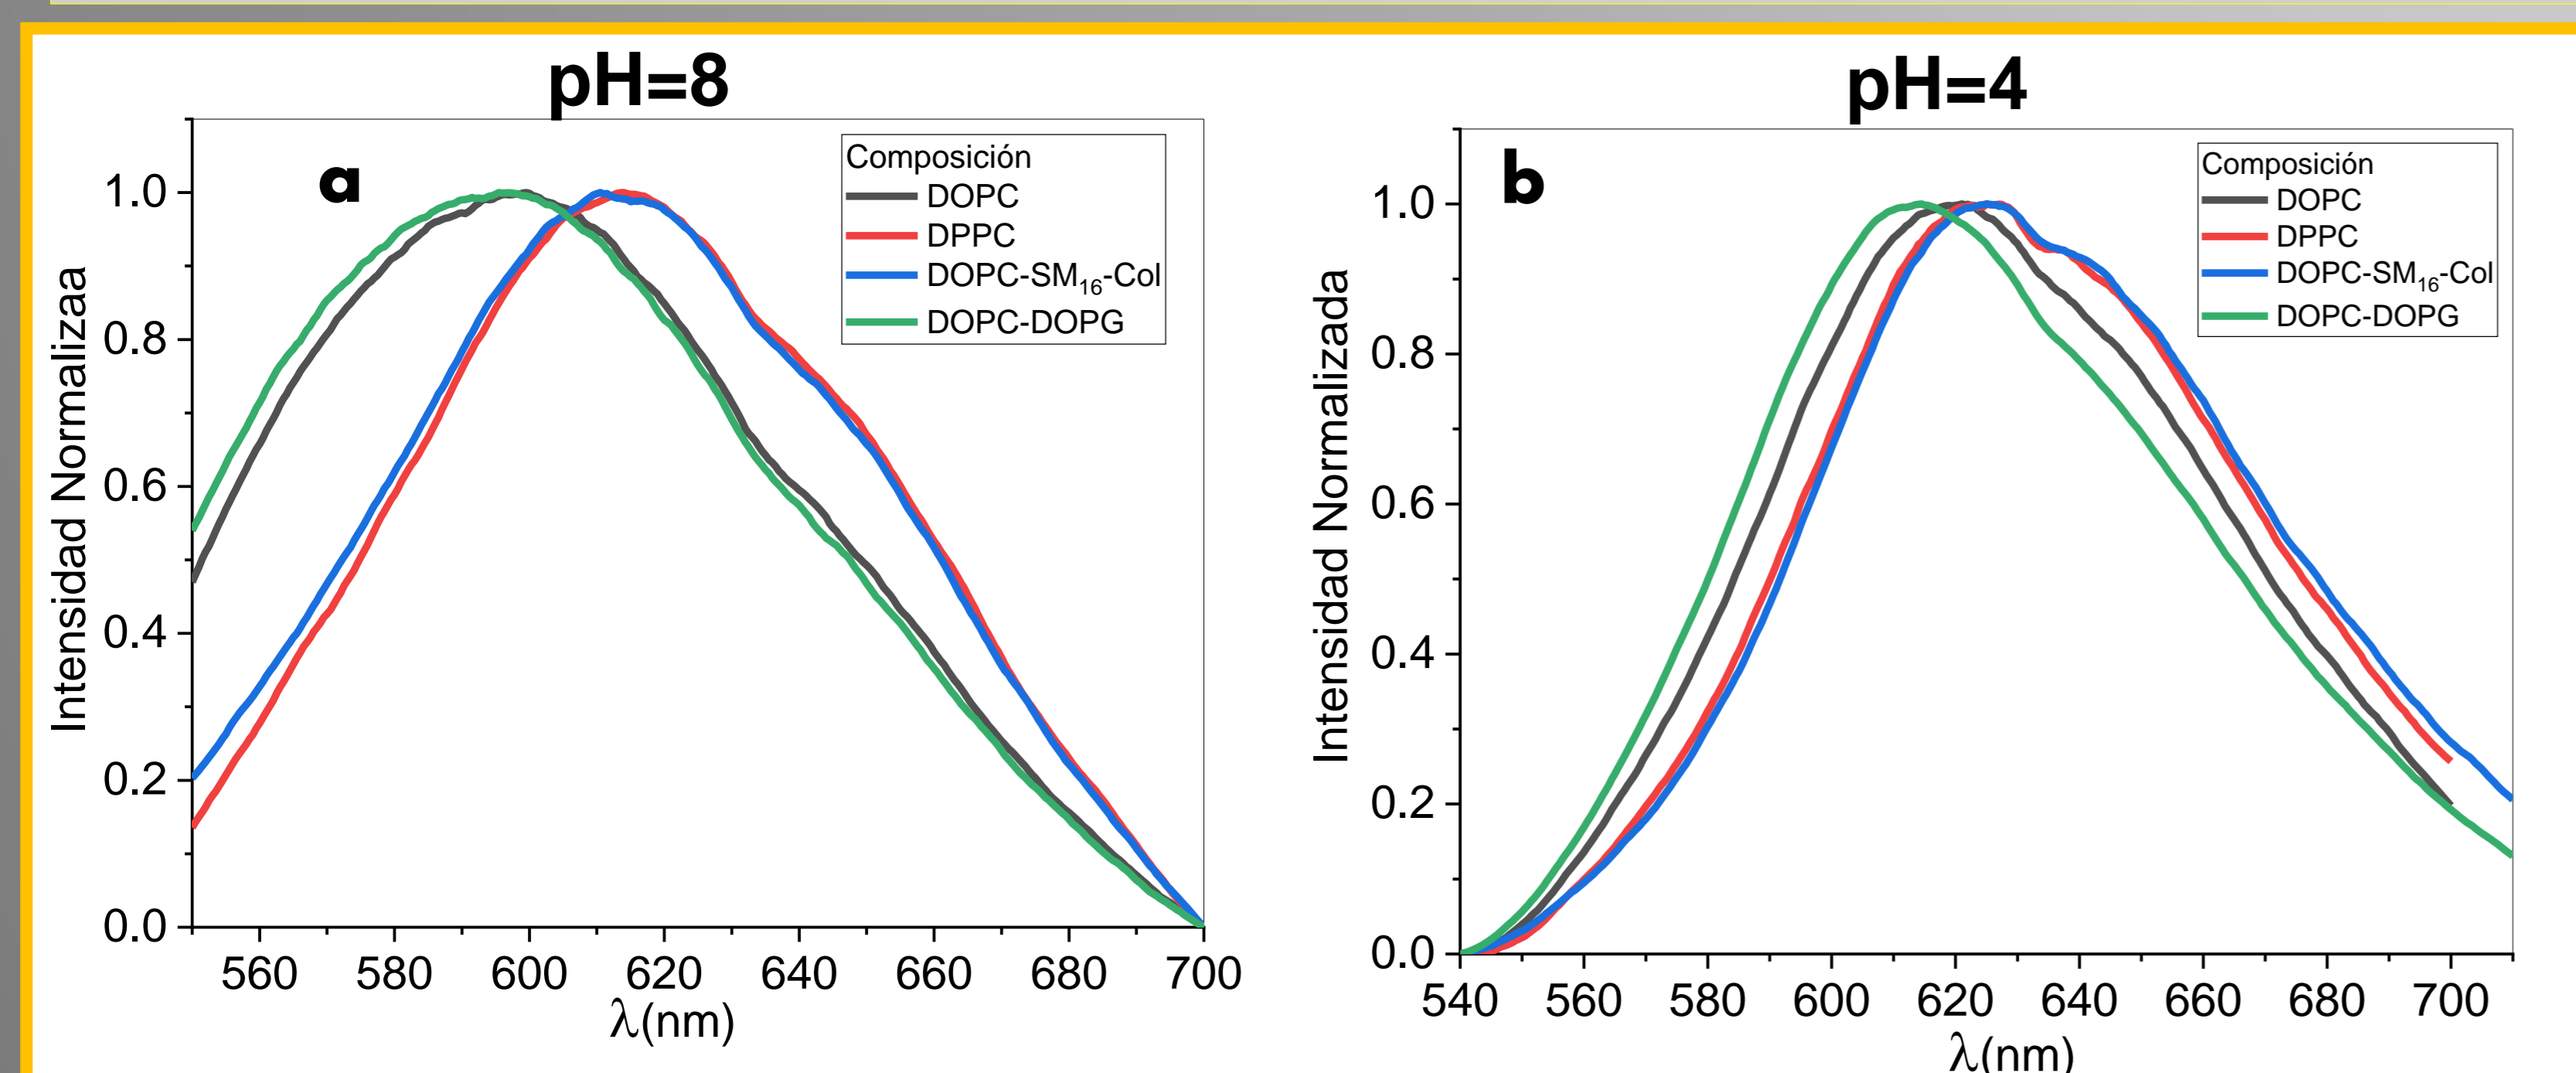 pH=8
a
Composición
DOPC
DPPC
DOPC-SM₁₆-Col
DOPC-DOPG
Intensidad Normalizaa
1.0
0.8
0.6
0.4
0.2
0.0
560 580 600 620 640 660 680 700
λ(nm)
pH=4
b
Composición
DOPC
DPPC
DOPC-SM₁₆-Col
DOPC-DOPG
Intensidad Normalizada
1.0
0.8
0.6
0.4
0.2
0.0
540 560 580 600 620 640 660 680 700
λ(nm)